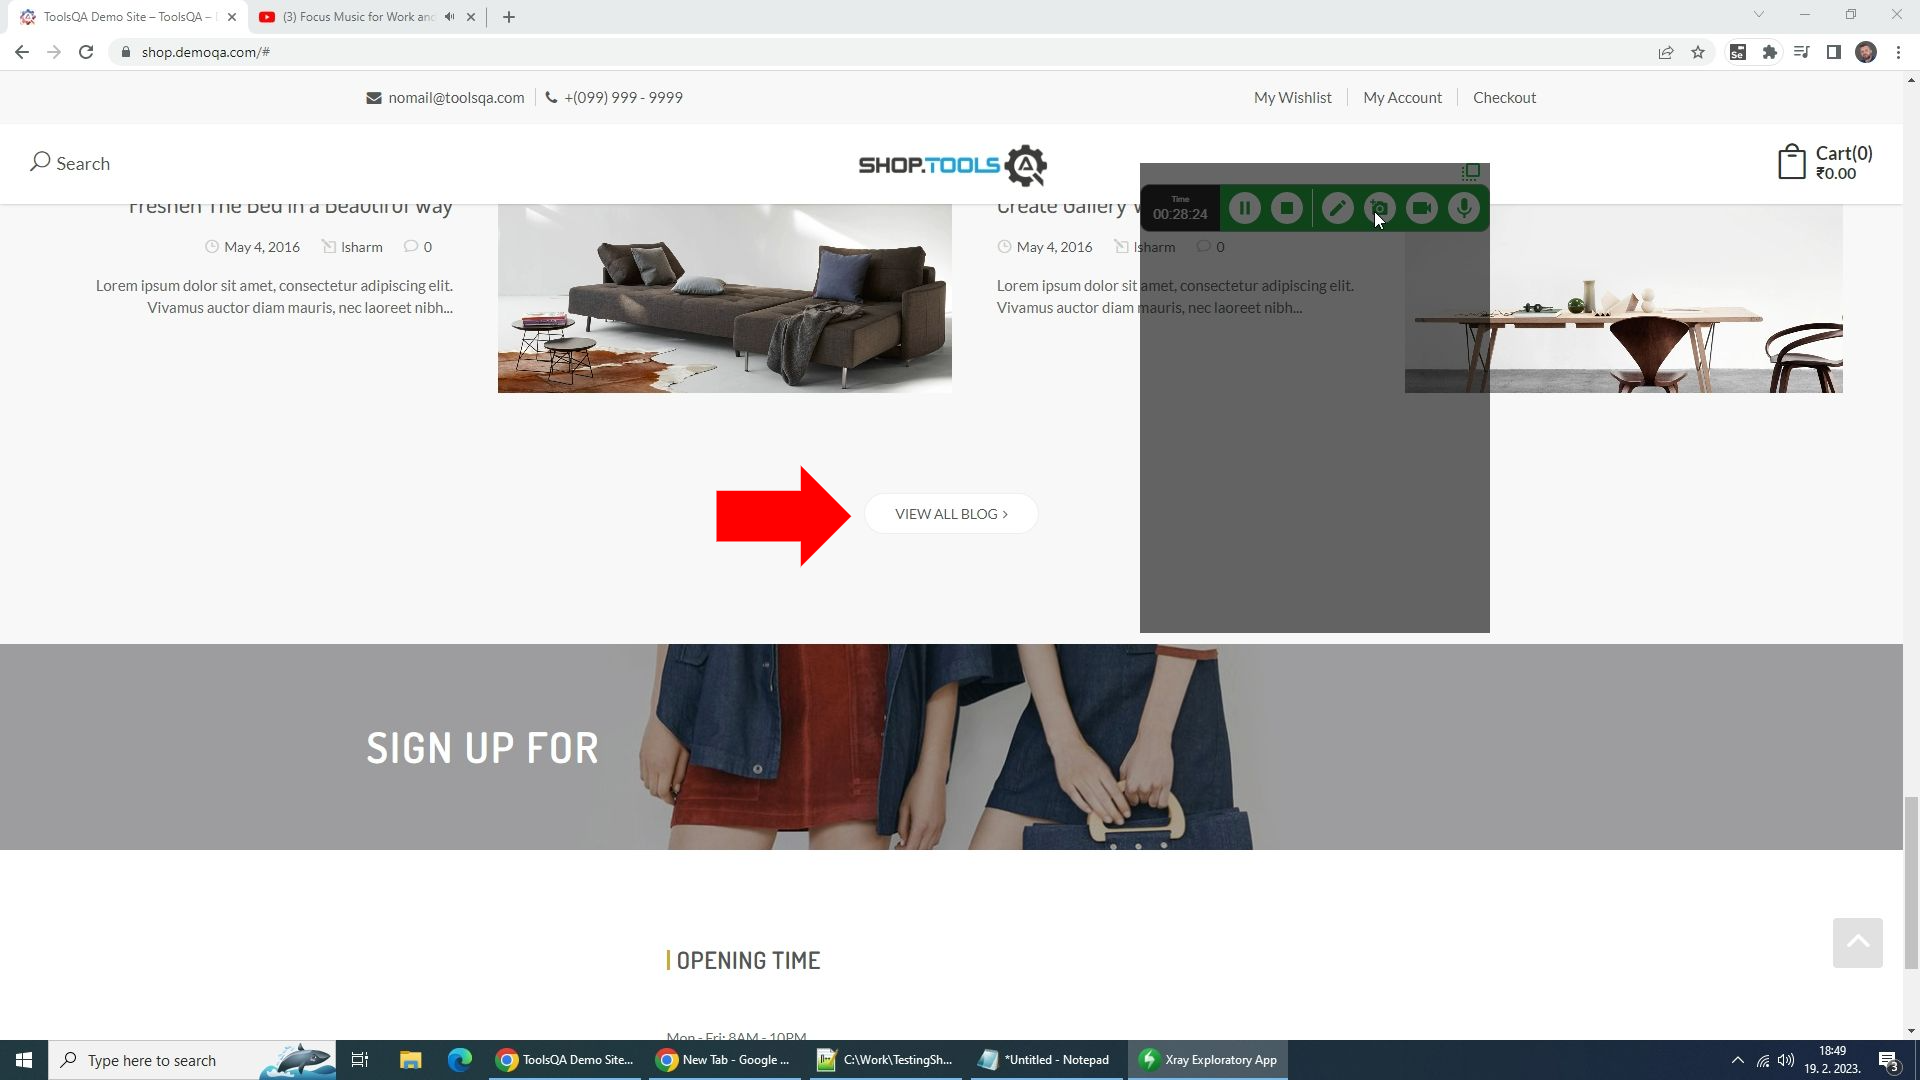 ToolsQA Demo Site – ToolsQA –
(3) Focus Music for Work and
shop.demoqa.com/#
Se
nomail@toolsqa.com
+(099) 999 - 9999
My Wishlist
My Account
Checkout
Search
SHOP.TOOLS
Cart(0)
₹0.00
Time
00:28:24
Freshen The Bed in a Beautiful Way
May 4, 2016
lsharm
0
Lorem ipsum dolor sit amet, consectetur adipiscing elit.
Vivamus auctor diam mauris, nec laoreet nibh...
Create Gallery
May 4, 2016
lsharm
0
Lorem ipsum dolor sit amet, consectetur adipiscing elit.
Vivamus auctor diam mauris, nec laoreet nibh...
VIEW ALL BLOG >
SIGN UP FOR
OPENING TIME
Mon - Fri: 8AM - 10PM
Type here to search
ToolsQA Demo Site...
New Tab - Google ...
C:\Work\TestingSh...
*Untitled - Notepad
Xray Exploratory App
18:49
19. 2. 2023.
3